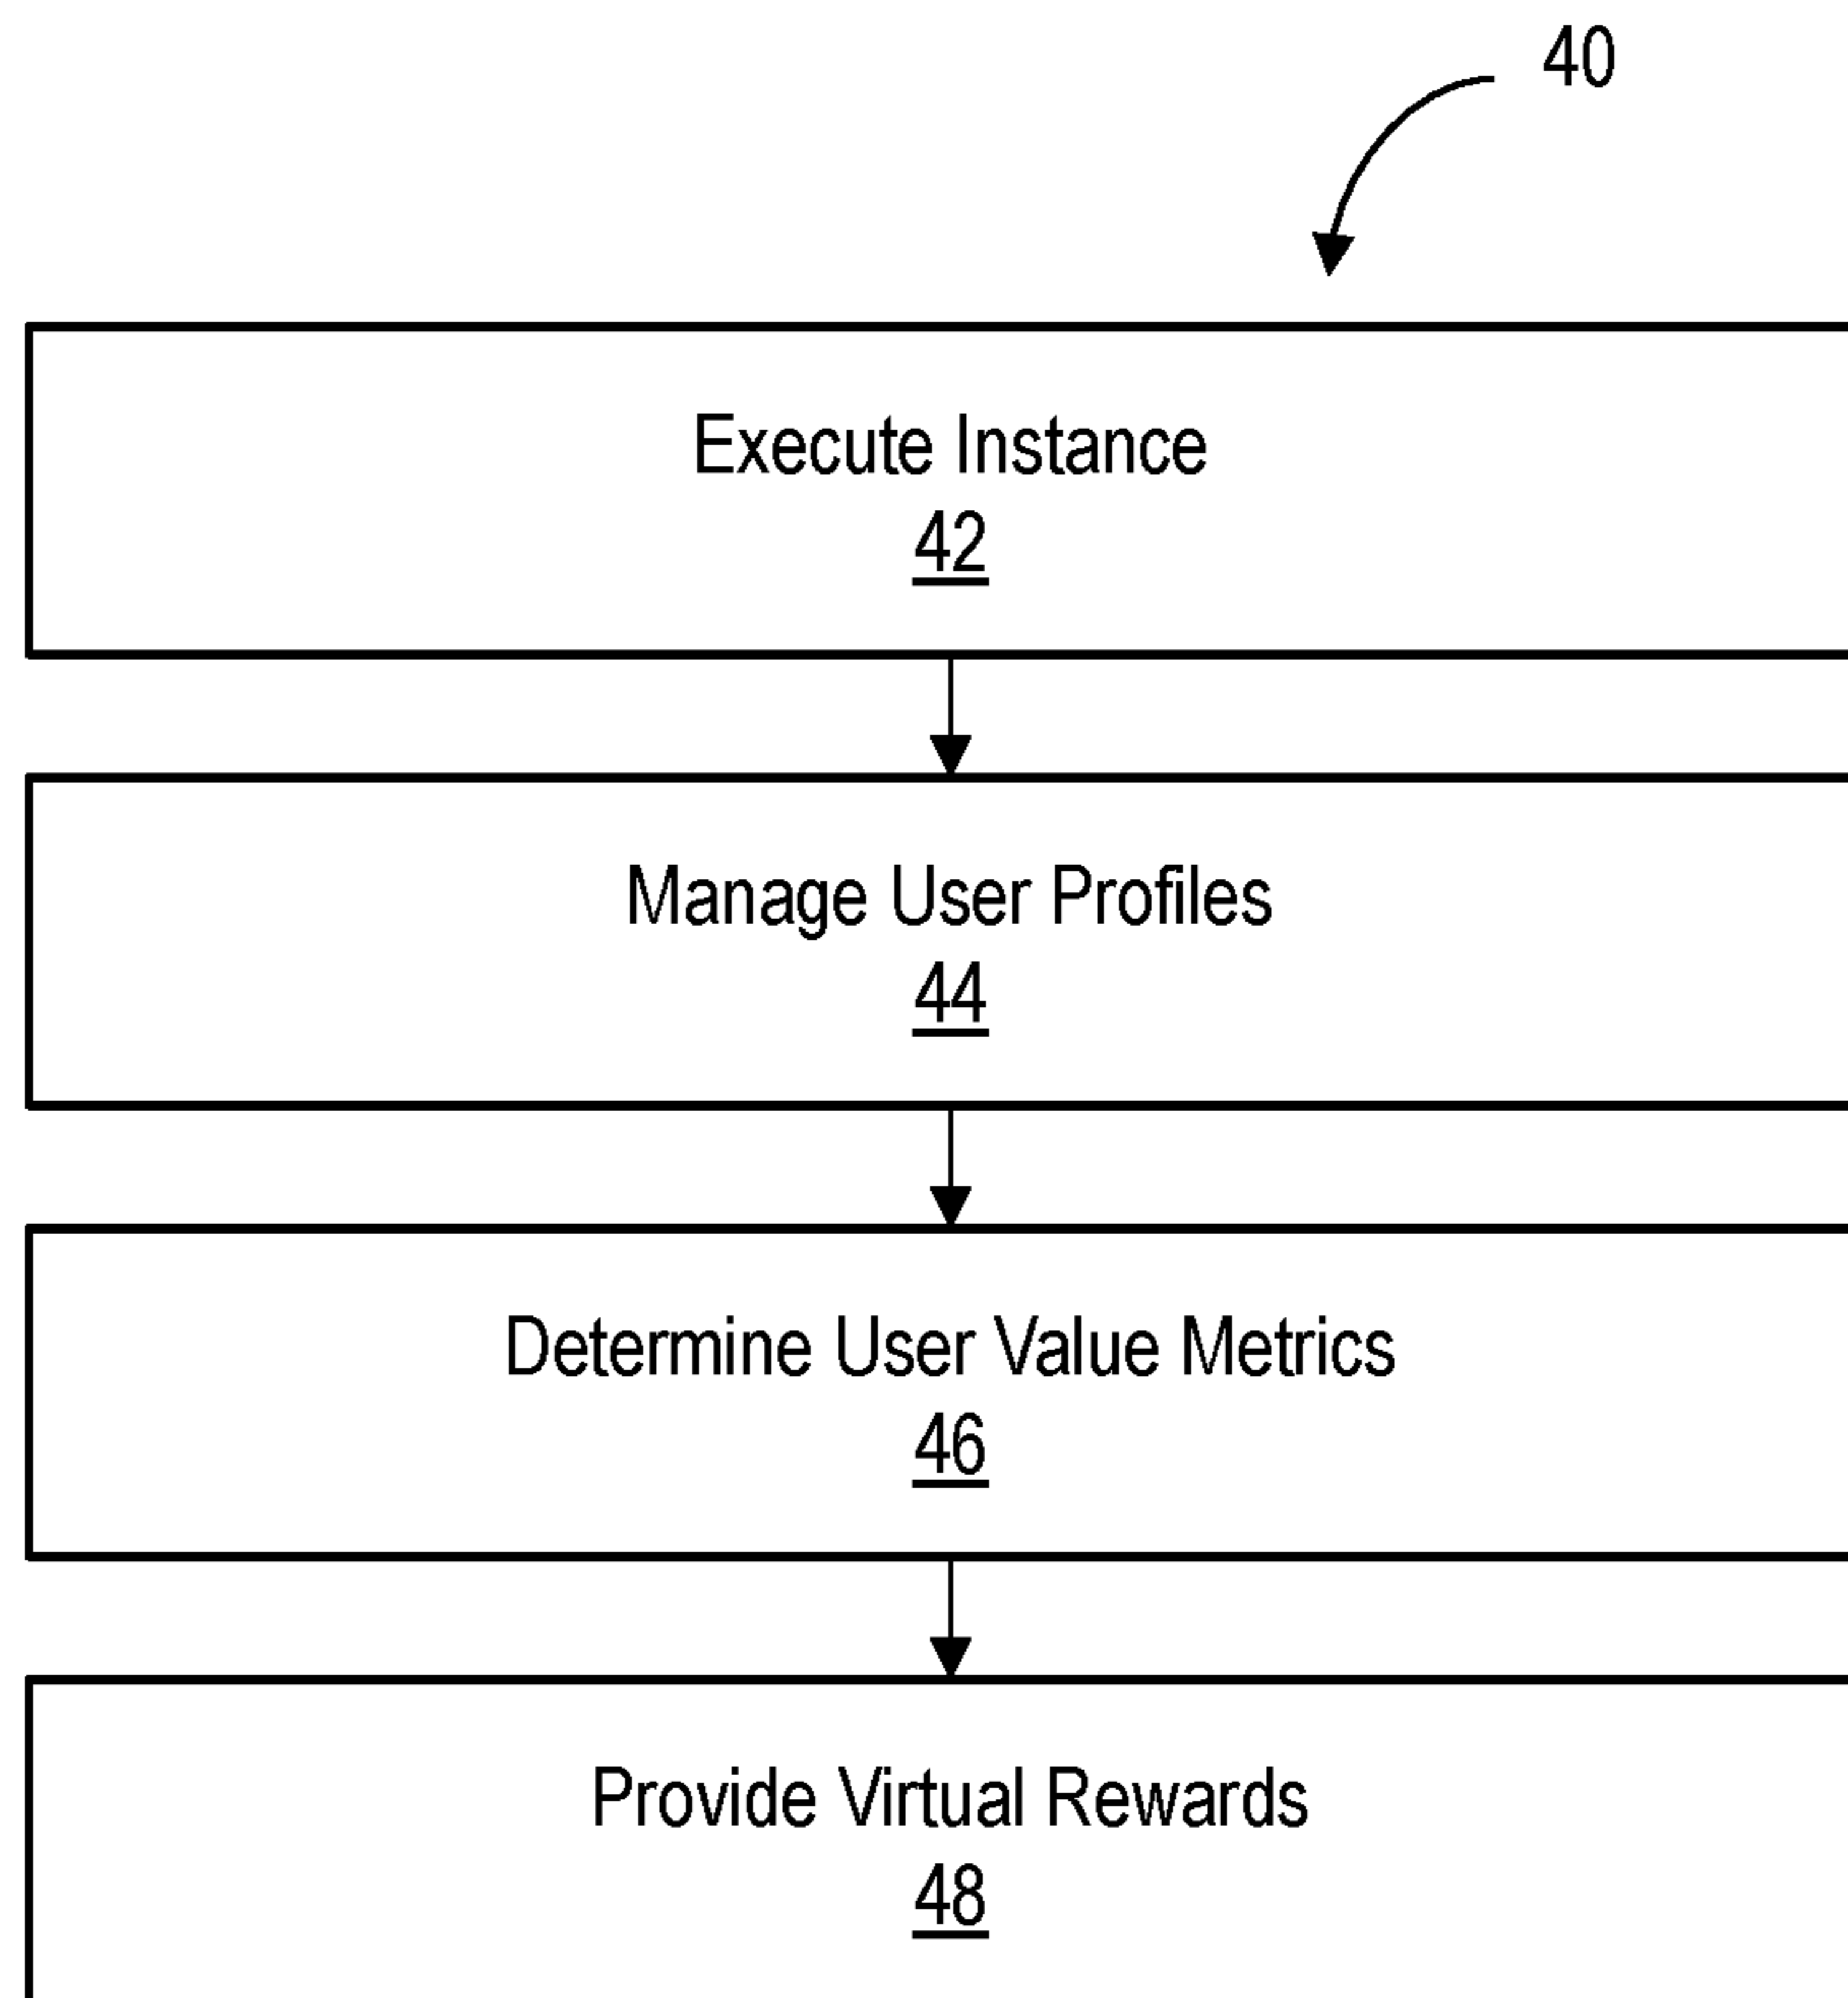 40
Execute Instance
42
Manage User Profiles
44
Determine User Value Metrics
46
Provide Virtual Rewards
48